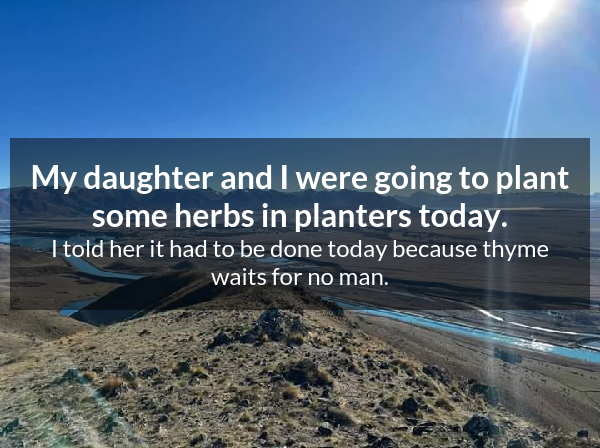 My daughter and I were going to plant
some herbs in planters today.
I told her it had to be done today because thyme
waits for no man.